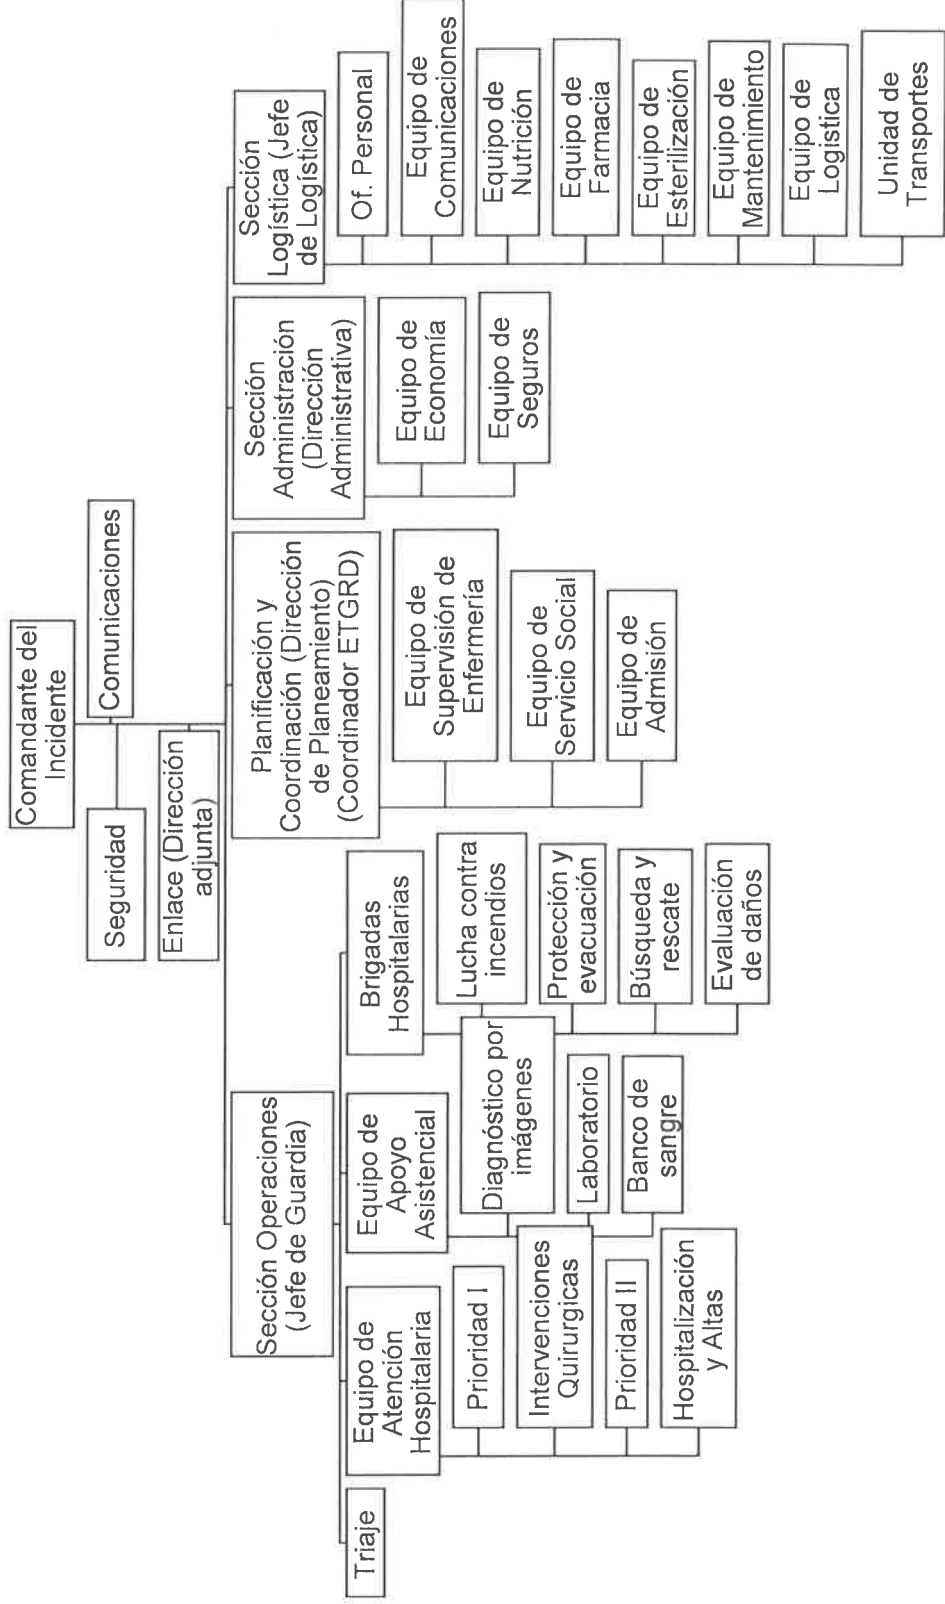 Comandante del
Incidente
Comunicaciones
Seguridad
Enlace (Dirección
adjunta)
Sección Operaciones
(Jefe de Guardia)
Triaje
Equipo de
Atención
Hospitalaria
Prioridad I
Intervenciones
Quirurgicas
Prioridad II
Hospitalización
y Altas
Equipo de
Apoyo
Asistencial
Diagnóstico por
imágenes
Laboratorio
Banco de
sangre
Brigadas
Hospitalarias
Lucha contra
incendios
Protección y
evacuación
Búsqueda y
rescate
Evaluación
de daños
Planificación y
Coordinación (Dirección
de Planeamiento)
(Coordinador ETGRD)
Equipo de
Supervisión de
Enfermería
Equipo de
Servicio Social
Equipo de
Admisión
Sección
Administración
(Dirección
Administrativa)
Equipo de
Economía
Equipo de
Seguros
Sección
Logística (Jefe
de Logística)
Of. Personal
Equipo de
Comunicaciones
Equipo de
Nutrición
Equipo de
Farmacia
Equipo de
Esterilización
Equipo de
Mantenimiento
Equipo de
Logistica
Unidad de
Transportes